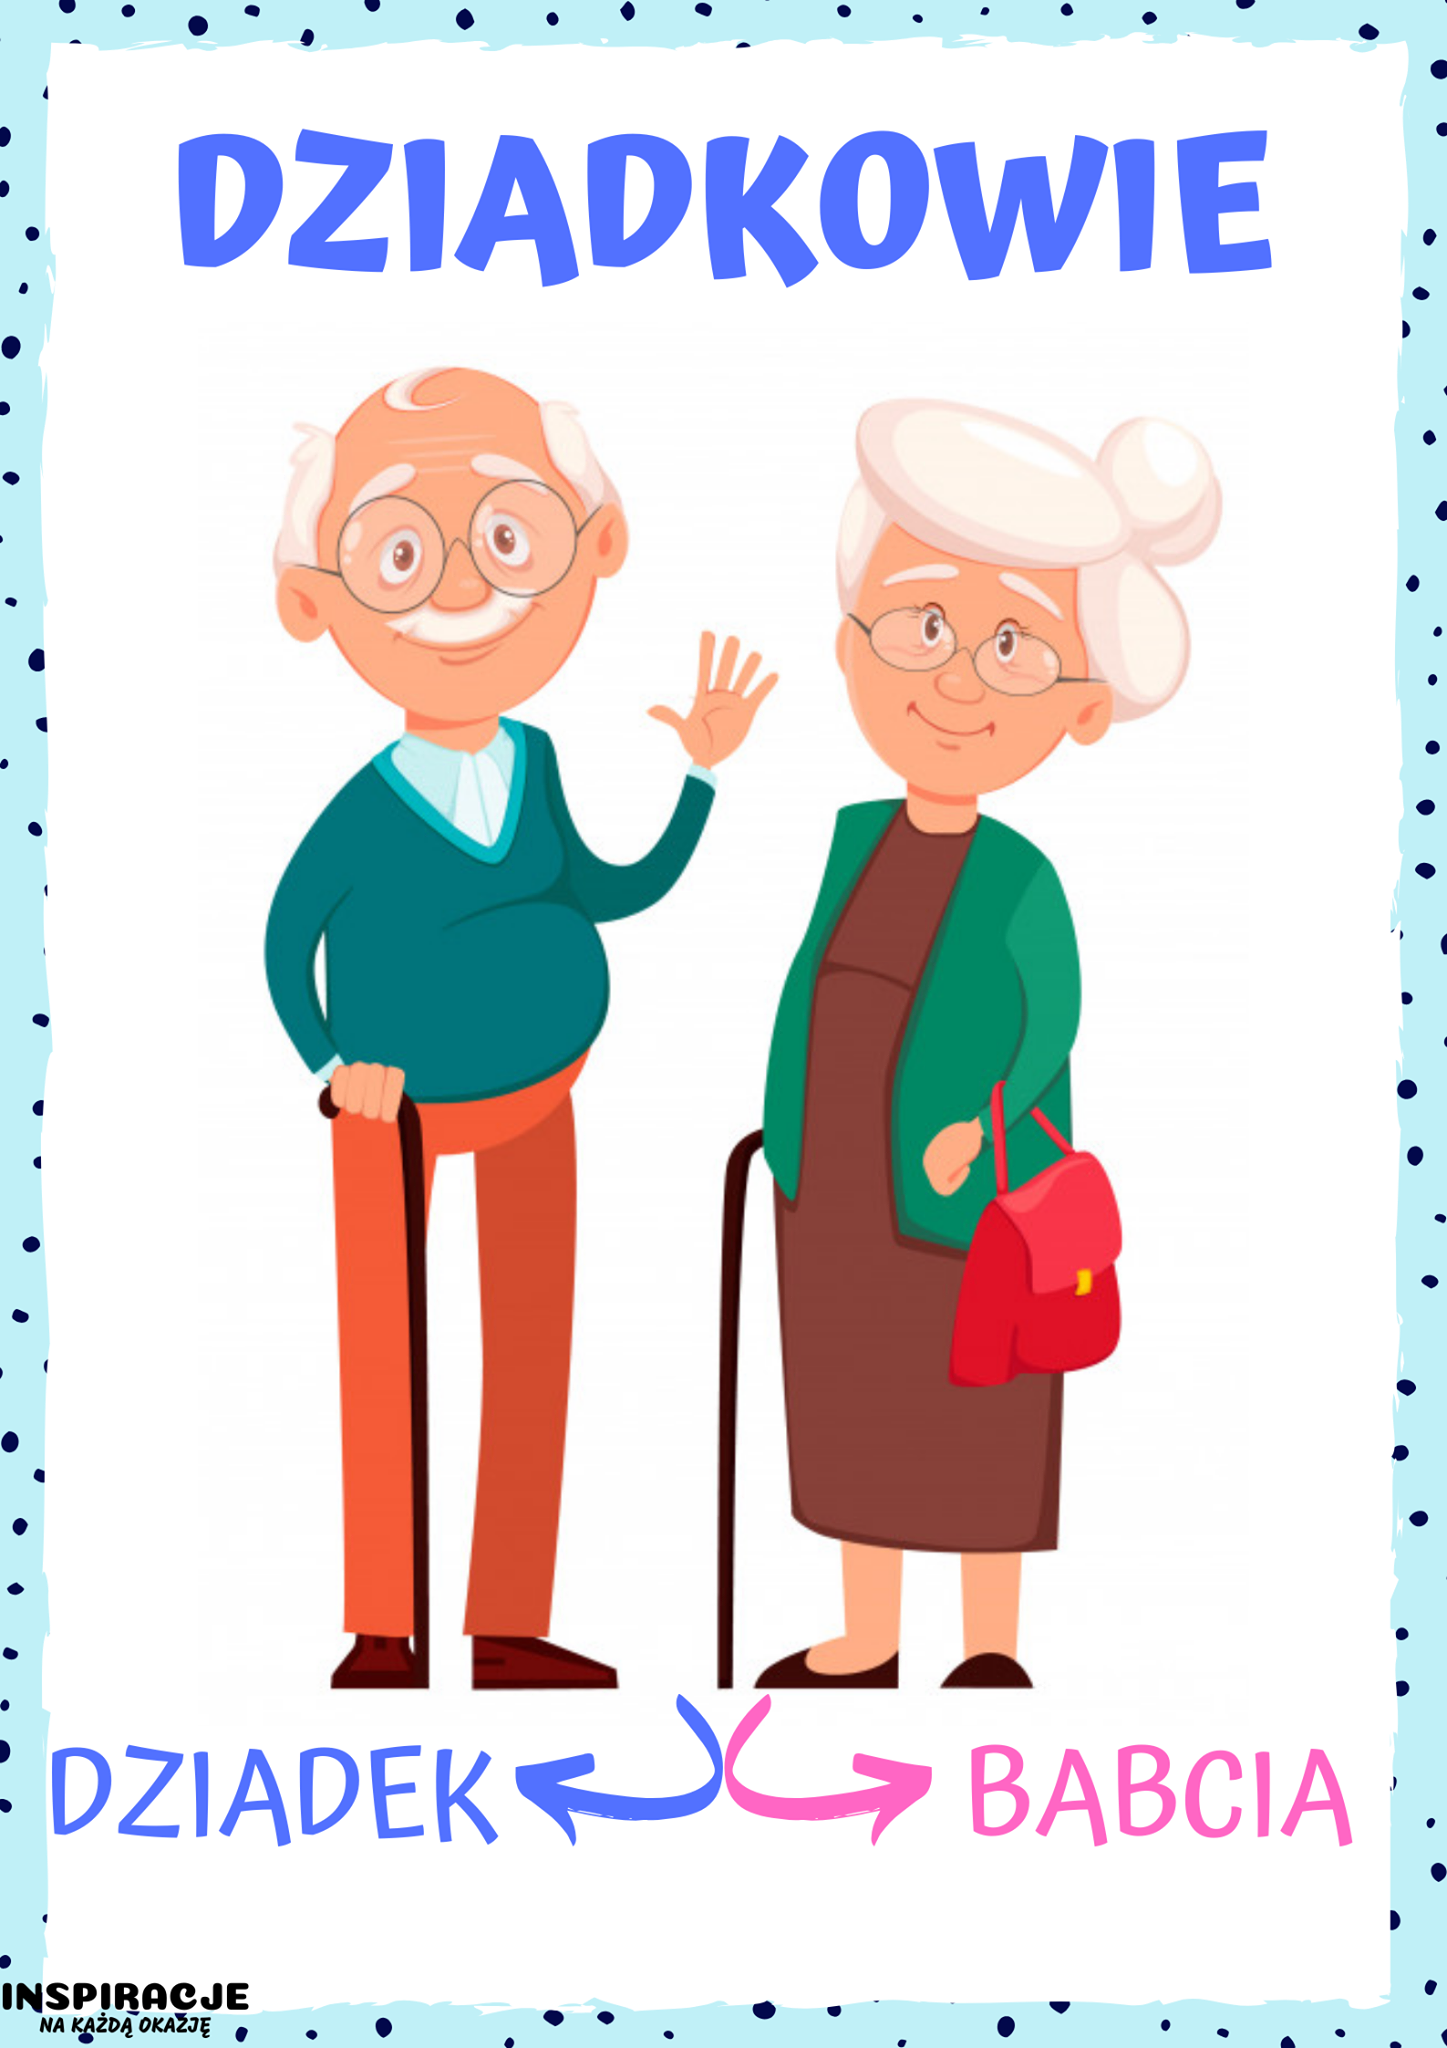 DZIADKOWIE
DZIADEK BABCIA
INSPIRACJE
NA KAŻDĄ OKAZJĘ